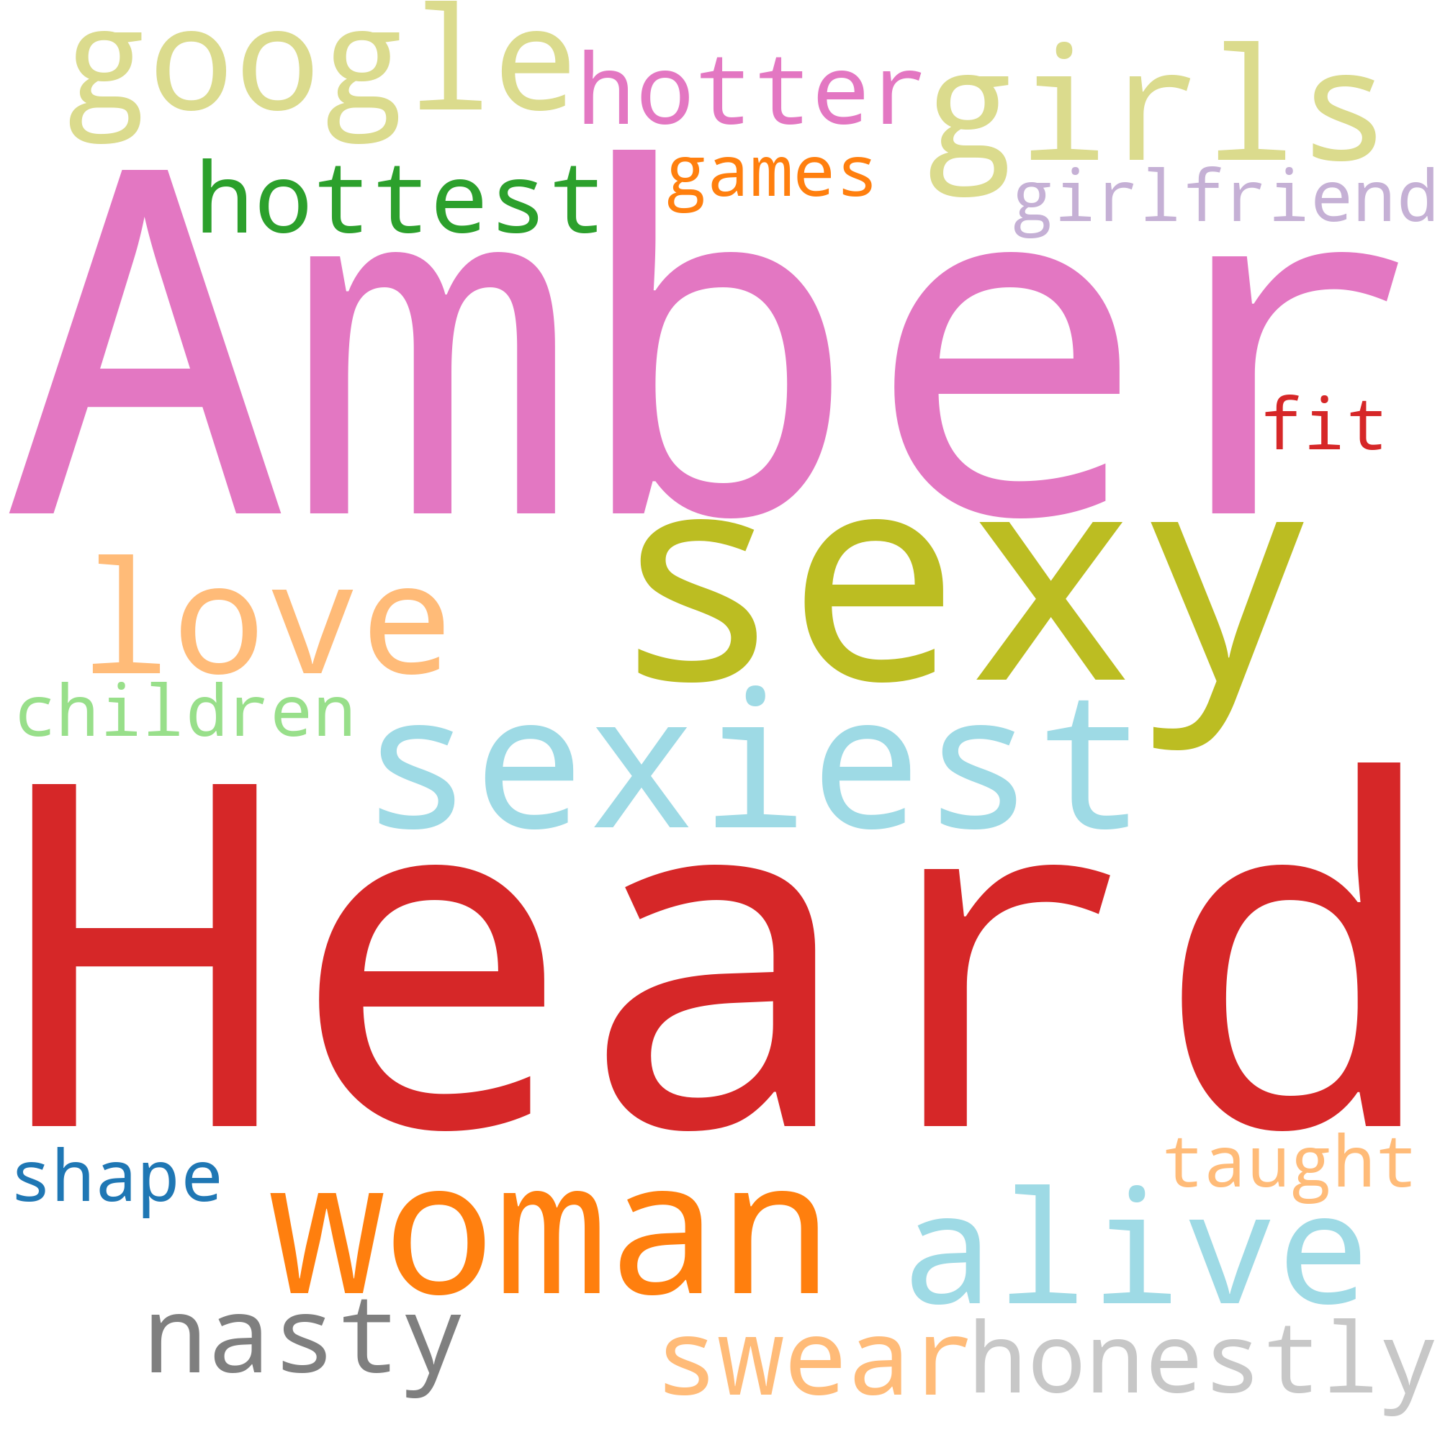 google hotter girls
hottest games girlfriend
Amber
fit
sexy
love
children
sexiest
Heard
shape taught
woman alive
nasty swear honestly